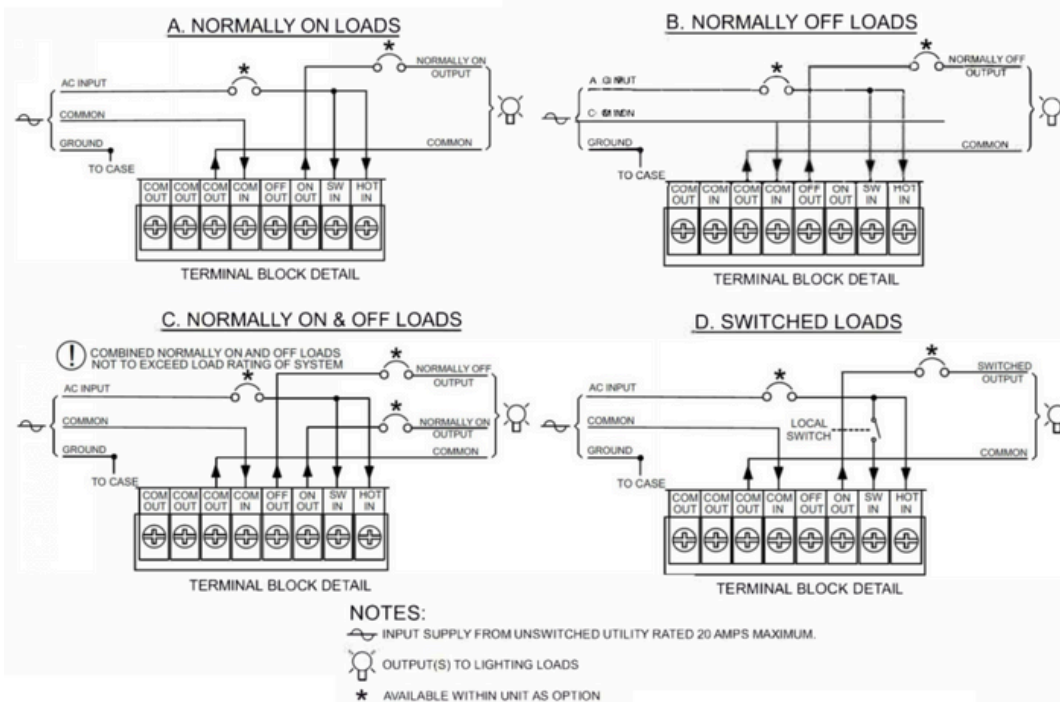 A. NORMALLY ON LOADS
AC INPUT
COMMON
GROUND
TO CASE
*
*
NORMALLY ON
OUTPUT
COMMON
COM OUT COM OUT COM OUT COM IN OFF OUT ON OUT SW IN HOT IN
TERMINAL BLOCK DETAIL
B. NORMALLY OFF LOADS
GROUND
TO CASE
*
*
NORMALLY OFF
OUTPUT
COMMON
COM OUT COM IN COM OUT COM IN OFF OUT ON OUT SW IN HOT IN
TERMINAL BLOCK DETAIL
C. NORMALLY ON & OFF LOADS
! COMBINED NORMALLY ON AND OFF LOADS
NOT TO EXCEED LOAD RATING OF SYSTEM
AC INPUT
COMMON
GROUND
TO CASE
*
*
NORMALLY OFF
OUTPUT
*
NORMALLY ON
OUTPUT
COMMON
COM OUT COM OUT COM OUT COM IN OFF OUT ON OUT SW IN HOT IN
TERMINAL BLOCK DETAIL
D. SWITCHED LOADS
AC INPUT
COMMON
GROUND
TO CASE
*
*
SWITCHED
OUTPUT
LOCAL
SWITCH
COMMON
COM OUT COM OUT COM OUT COM IN OFF OUT ON OUT SW IN HOT IN
TERMINAL BLOCK DETAIL
NOTES:
INPUT SUPPLY FROM UNSWITCHED UTILITY RATED 20 AMPS MAXIMUM.
OUTPUT(S) TO LIGHTING LOADS
* AVAILABLE WITHIN UNIT AS OPTION